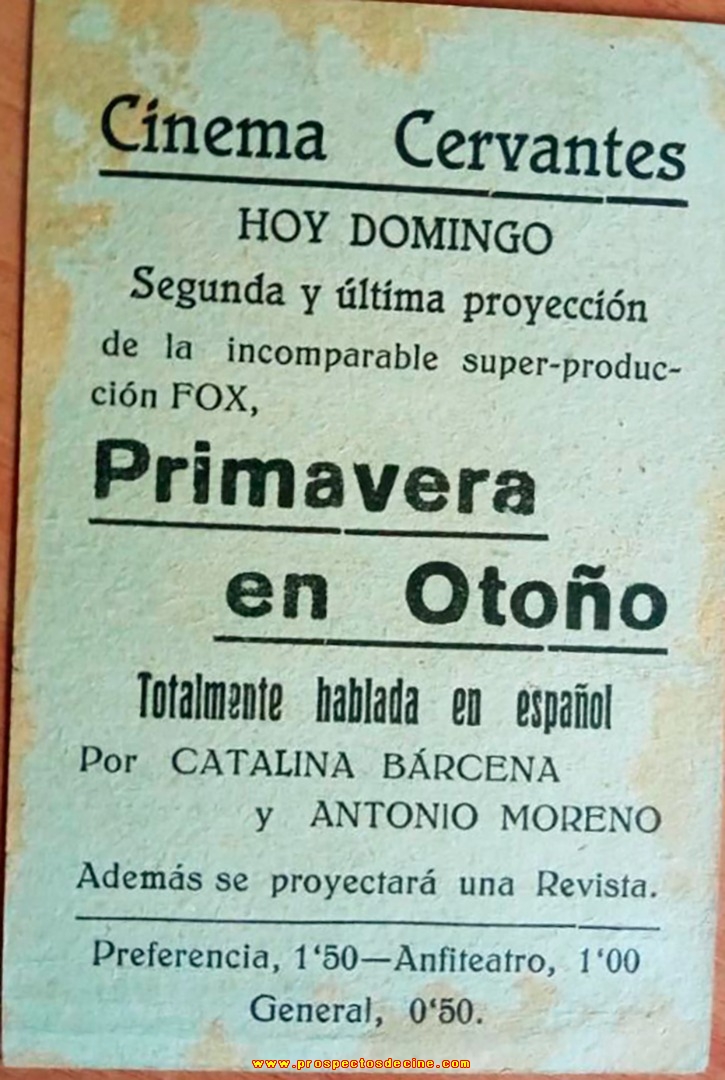 Cinema Cervantes
HOY DOMINGO
Segunda y última proyección
de la incomparable super-produc-
ción FOX,
Primavera
en Otoño
Totalmente hablada en español
Por CATALINA BÁRCENA
y ANTONIO MORENO
Además se proyectará una Revista.
Preferencia, 1‘50—Anfiteatro, 1‘00
General, 0‘50.
www.prospectosdecine.com